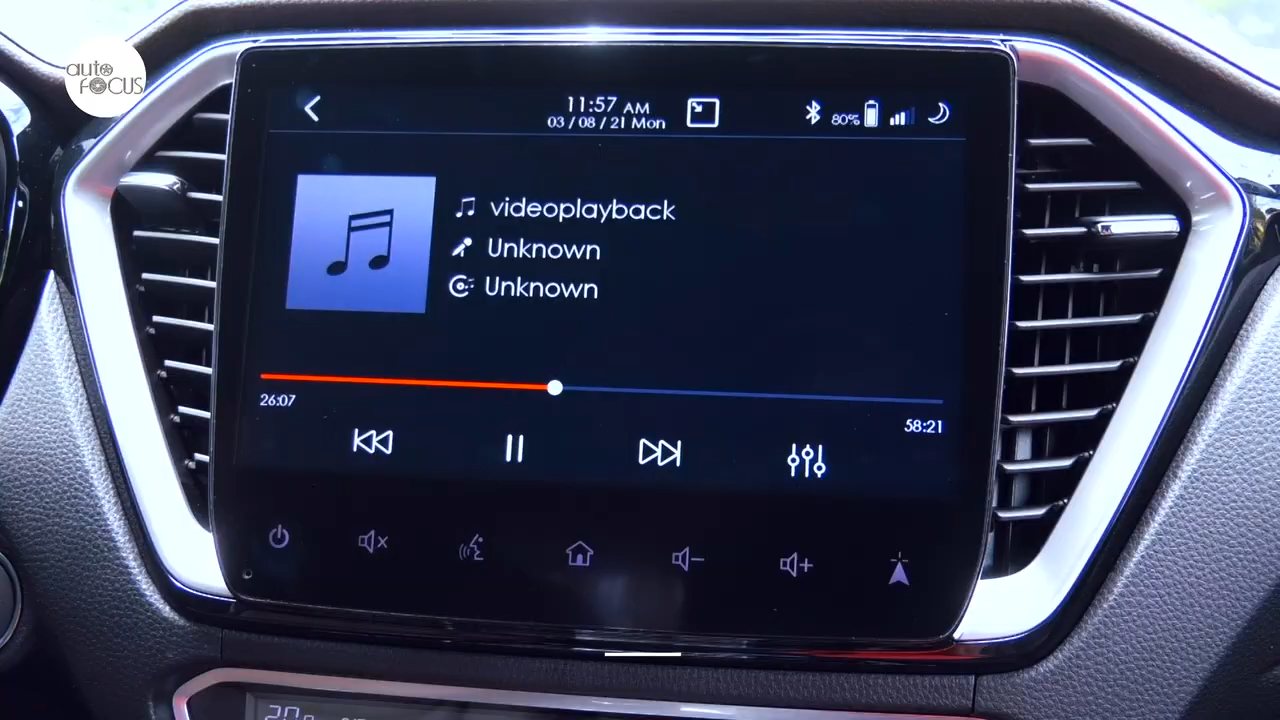 auto
FOCUS
11:57 AM
03 / 08 / 21 Mon
80%
videoplayback
Unknown
Unknown
26:07
58:21